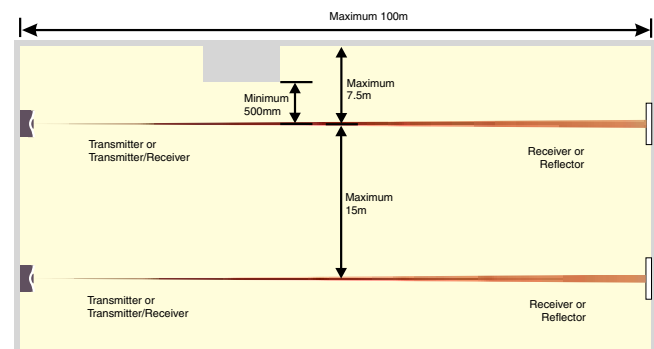 Maximum 100m
Maximum
7.5m
Minimum
500mm
Transmitter or
Transmitter/Receiver
Receiver or
Reflector
Maximum
15m
Transmitter or
Transmitter/Receiver
Receiver or
Reflector